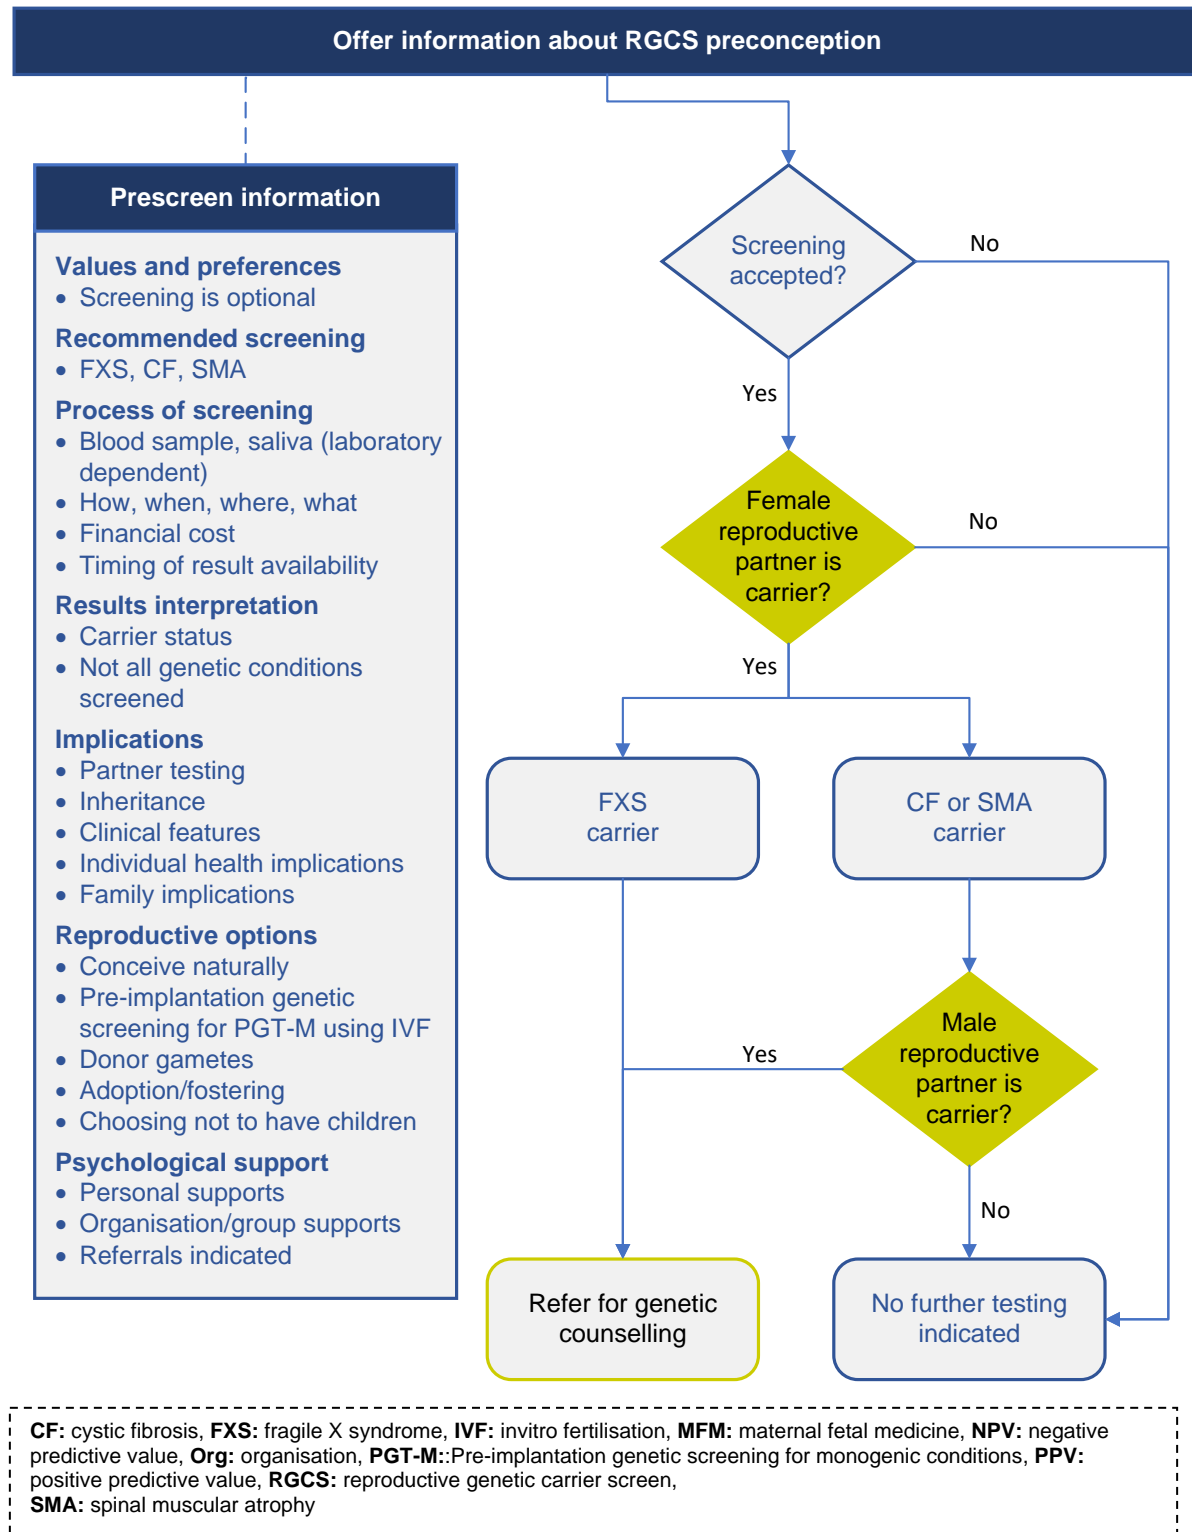 Offer information about RGCS preconception
Prescreen information
Values and preferences
• Screening is optional
Recommended screening
• FXS, CF, SMA
Process of screening
• Blood sample, saliva (laboratory
dependent)
• How, when, where, what
• Financial cost
• Timing of result availability
Results interpretation
• Carrier status
• Not all genetic conditions
screened
Implications
• Partner testing
• Inheritance
• Clinical features
• Individual health implications
• Family implications
Reproductive options
• Conceive naturally
• Pre-implantation genetic
screening for PGT-M using IVF
• Donor gametes
• Adoption/fostering
• Choosing not to have children
Psychological support
• Personal supports
• Organisation/group supports
• Referrals indicated
Screening
accepted?
No
Yes
Female
reproductive
partner is
carrier?
No
Yes
FXS
carrier
CF or SMA
carrier
Male
reproductive
partner is
carrier?
Yes
No
Refer for genetic
counselling
No further testing
indicated
CF: cystic fibrosis, FXS: fragile X syndrome, IVF: invitro fertilisation, MFM: maternal fetal medicine, NPV: negative
predictive value, Org: organisation, PGT-M::Pre-implantation genetic screening for monogenic conditions, PPV:
positive predictive value, RGCS: reproductive genetic carrier screen,
SMA: spinal muscular atrophy